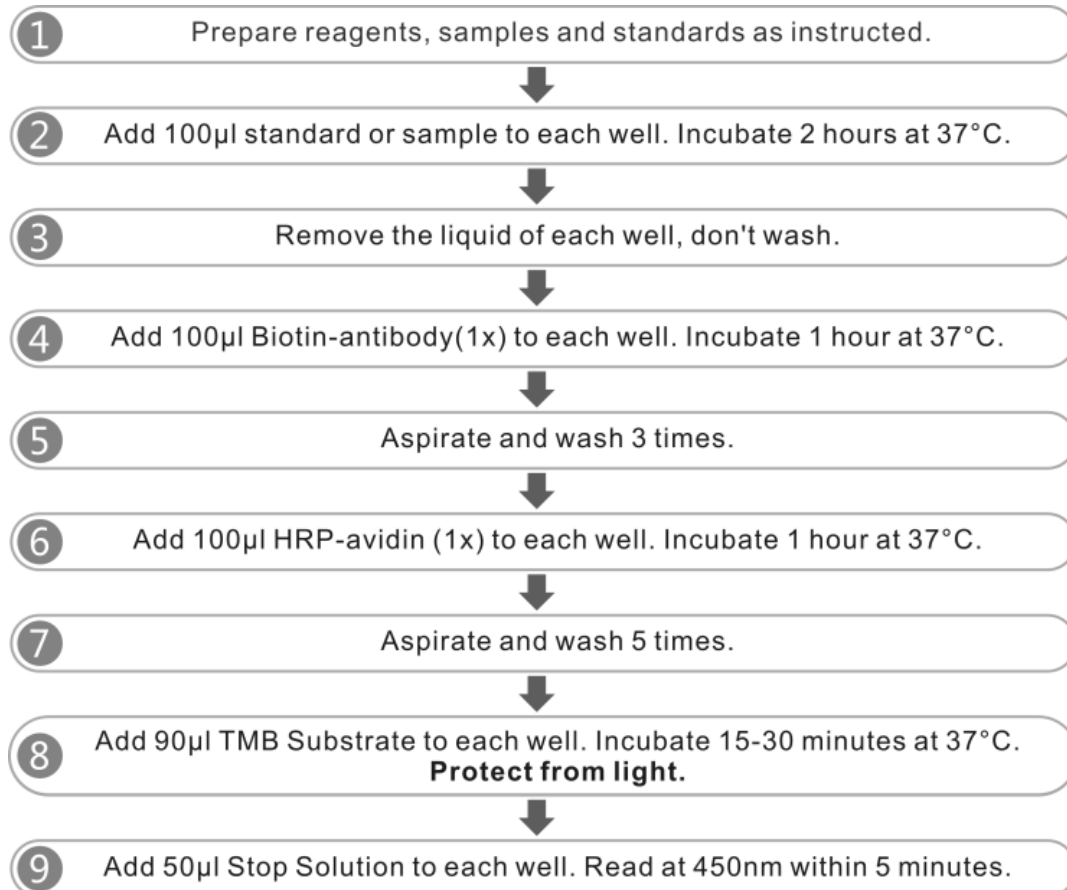 1 Prepare reagents, samples and standards as instructed.
2 Add 100µl standard or sample to each well. Incubate 2 hours at 37°C.
3 Remove the liquid of each well, don't wash.
4 Add 100µl Biotin-antibody(1x) to each well. Incubate 1 hour at 37°C.
5 Aspirate and wash 3 times.
6 Add 100µl HRP-avidin (1x) to each well. Incubate 1 hour at 37°C.
7 Aspirate and wash 5 times.
8 Add 90µl TMB Substrate to each well. Incubate 15-30 minutes at 37°C.
Protect from light.
9 Add 50µl Stop Solution to each well. Read at 450nm within 5 minutes.